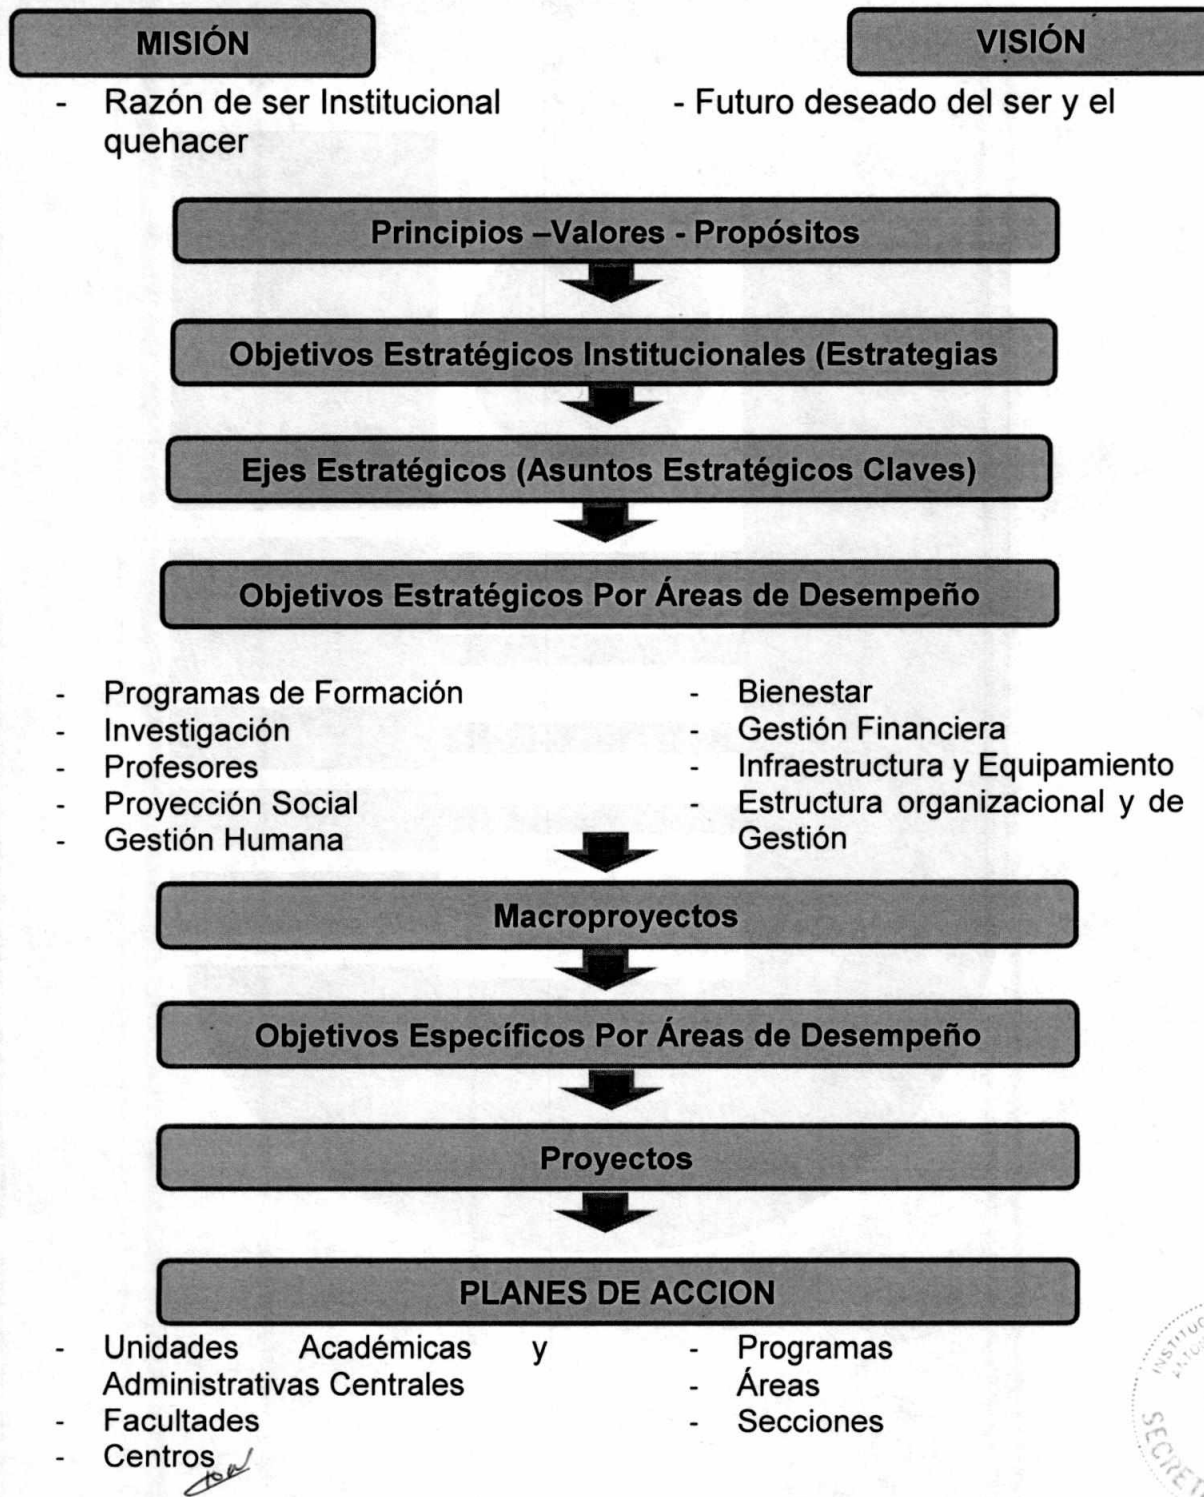 MISIÓN
VISIÓN
- Razón de ser Institucional - Futuro deseado del ser y el
quehacer
Principios –Valores - Propósitos
Objetivos Estratégicos Institucionales (Estrategias
Ejes Estratégicos (Asuntos Estratégicos Claves)
Objetivos Estratégicos Por Áreas de Desempeño
- Programas de Formación
- Investigación
- Profesores
- Proyección Social
- Gestión Humana
- Bienestar
- Gestión Financiera
- Infraestructura y Equipamiento
- Estructura organizacional y de
Gestión
Macroproyectos
Objetivos Específicos Por Áreas de Desempeño
Proyectos
PLANES DE ACCION
- Unidades Académicas y
Administrativas Centrales
- Facultades
- Centros
- Programas
- Áreas
- Secciones